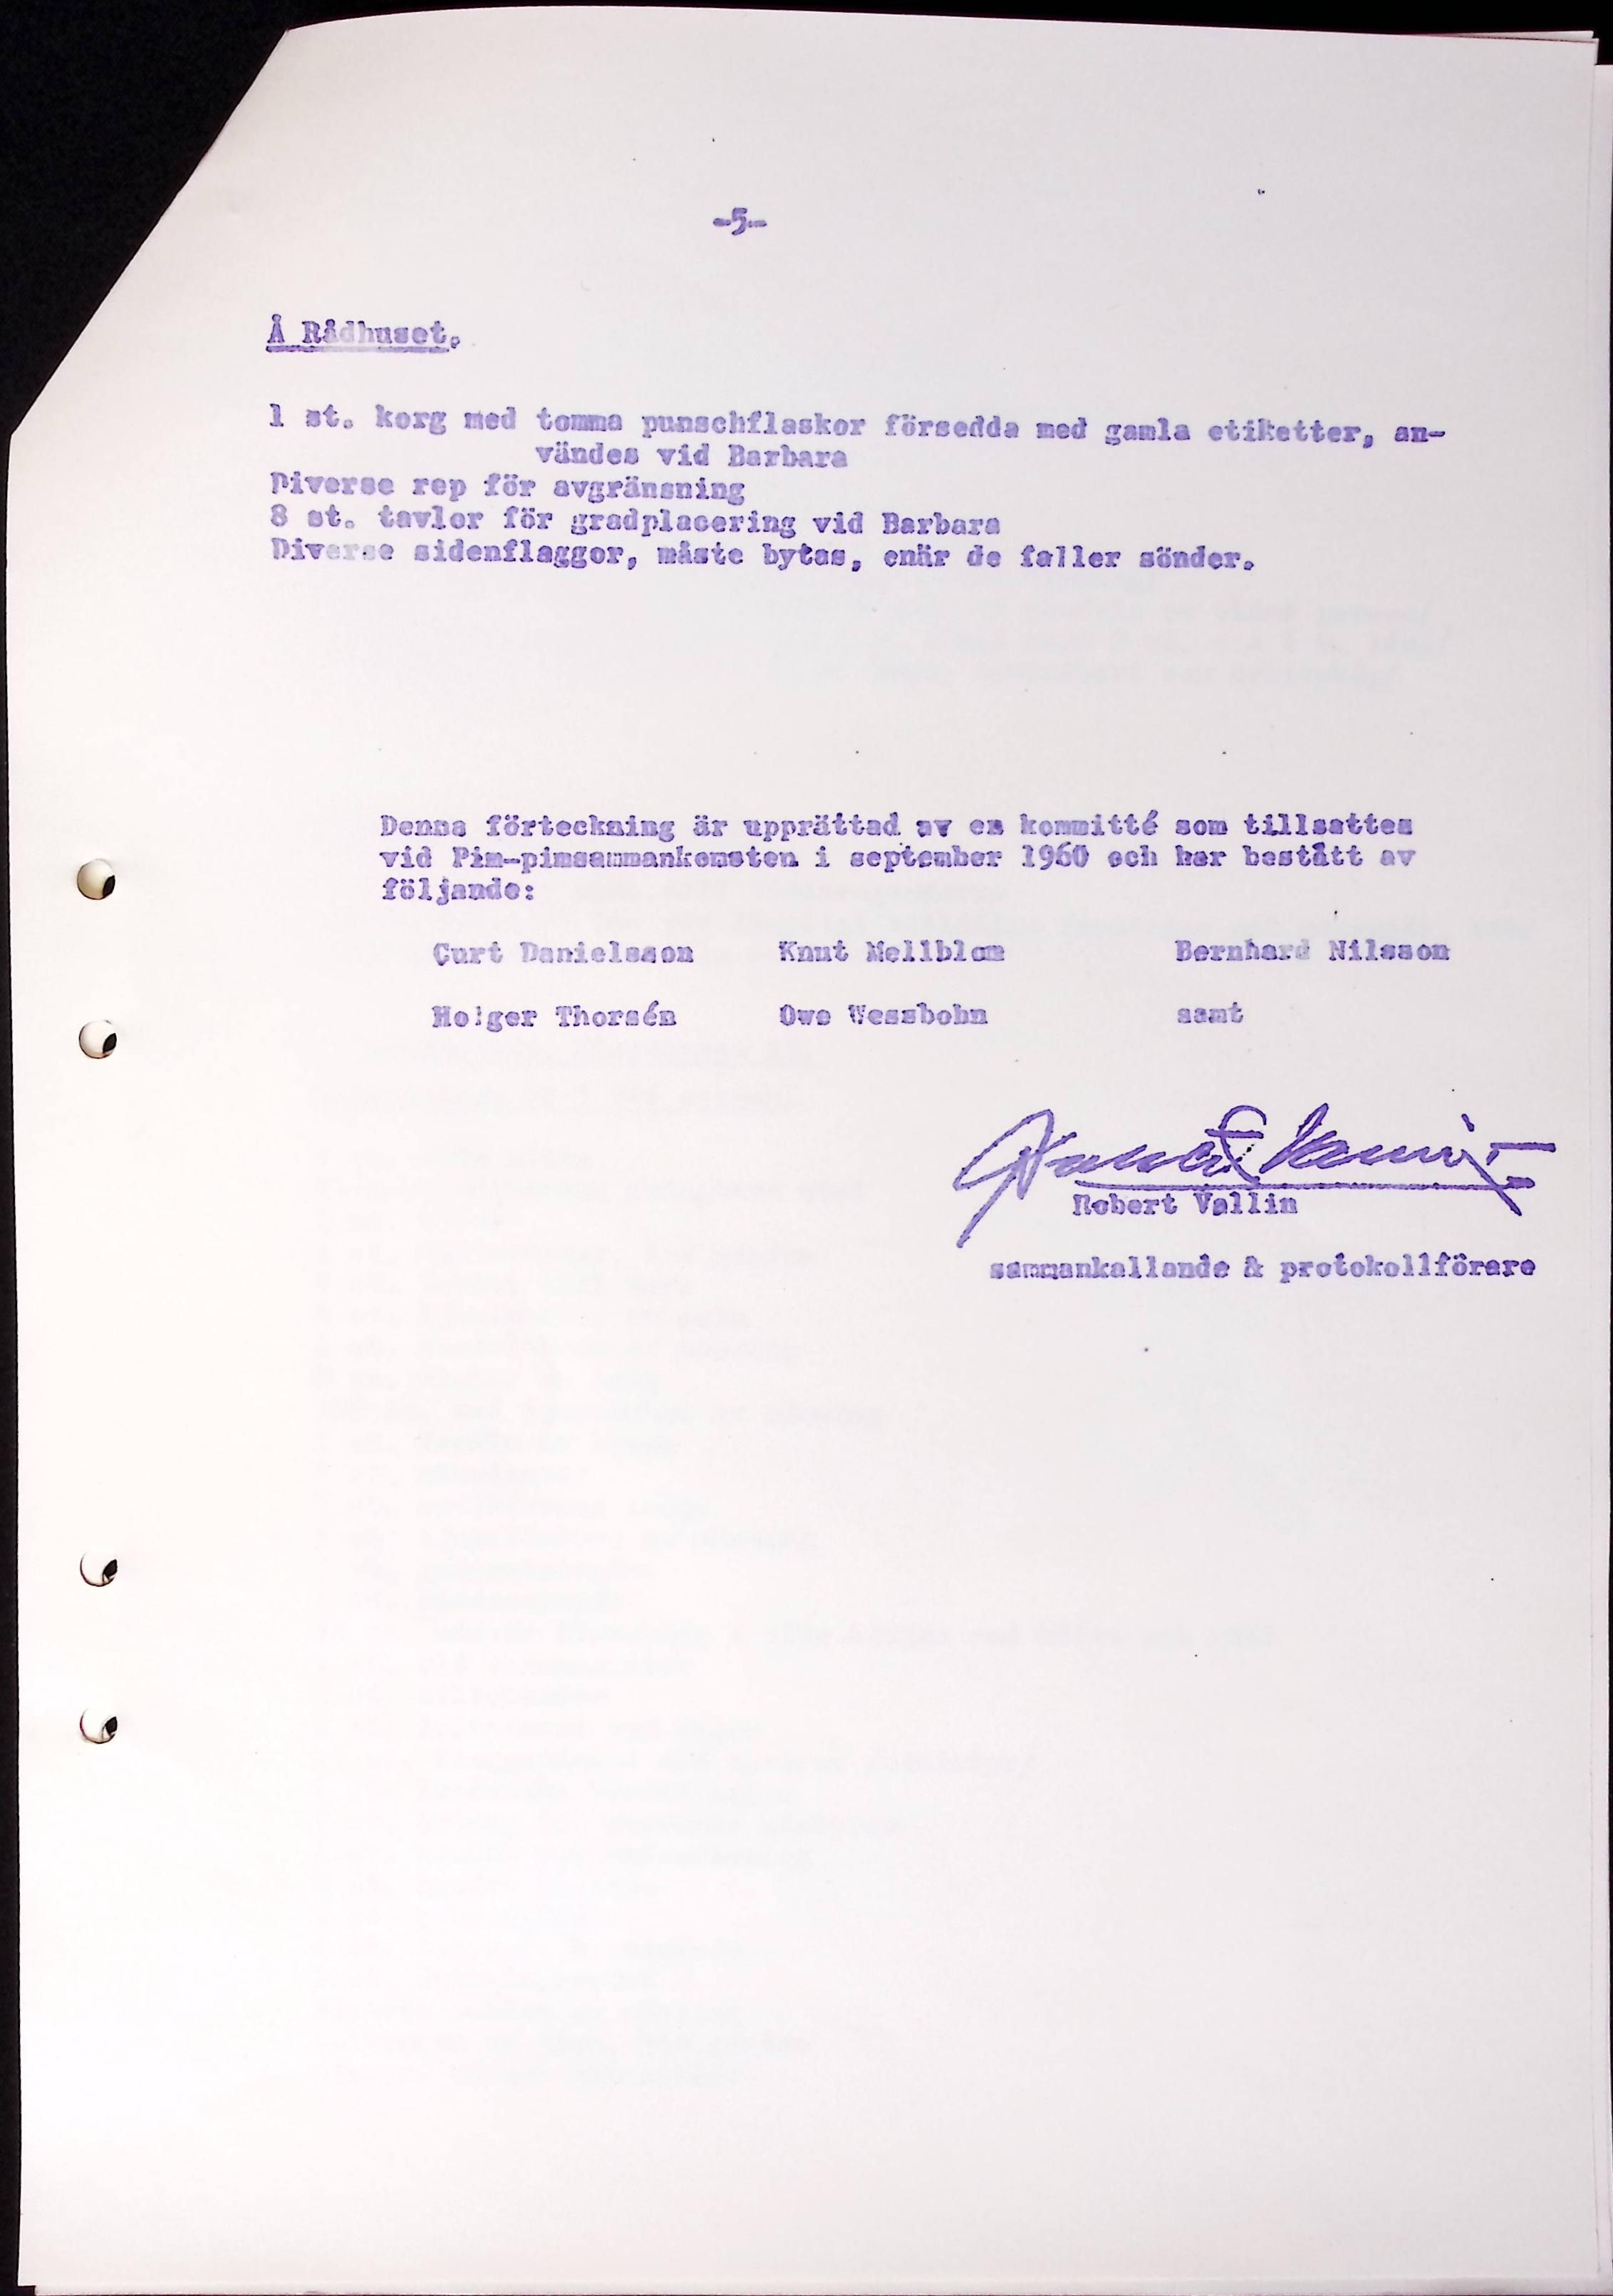 -5-
Å Rådhuset.
1 st. korg med tomma punschflaskor försedda med gamla etiketter, an-
vändes vid Barbara
Diverse rep för avgränsning
8 st. tavlor för gradplacering vid Barbara
Diverse sidenflaggor, måste bytas, enär de faller sönder.
Denna förteckning är upprättad av en kommitté som tillsattes
vid Pim-pimsammankomsten i september 1960 och har bestått av
följande:
Curt Danielsson Knut Mellblom Bernhard Nilsson
Holger Thorsén Owe Wessbohn samt
Robert Vallin
sammankallande & protokollförare